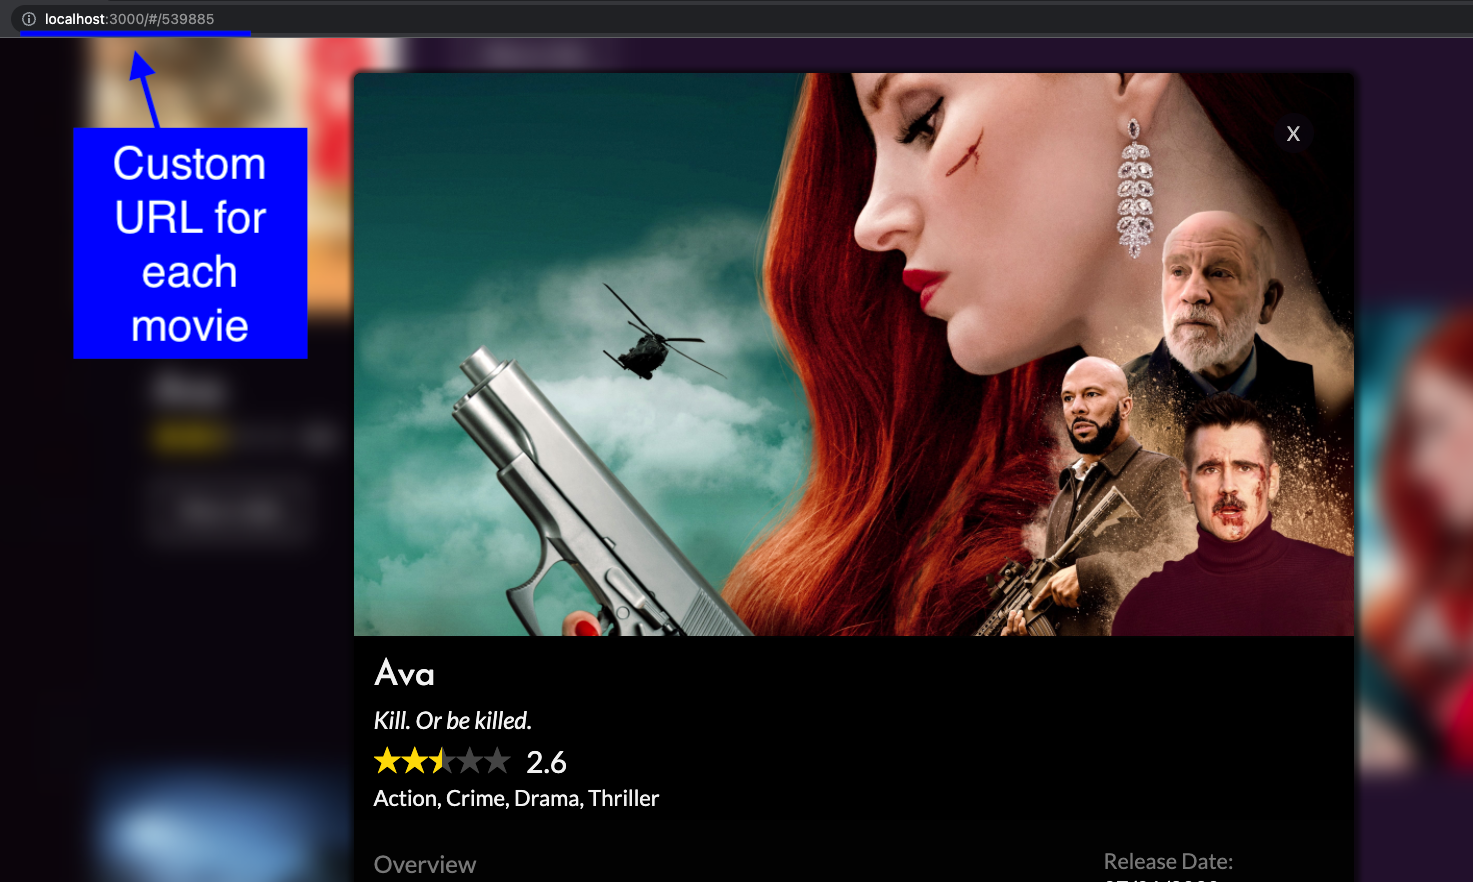 localhost:3000/#/539885
Custom
URL for
each
movie
X
Ava
Kill. Or be killed.
2.6
Action, Crime, Drama, Thriller
Overview
Release Date: